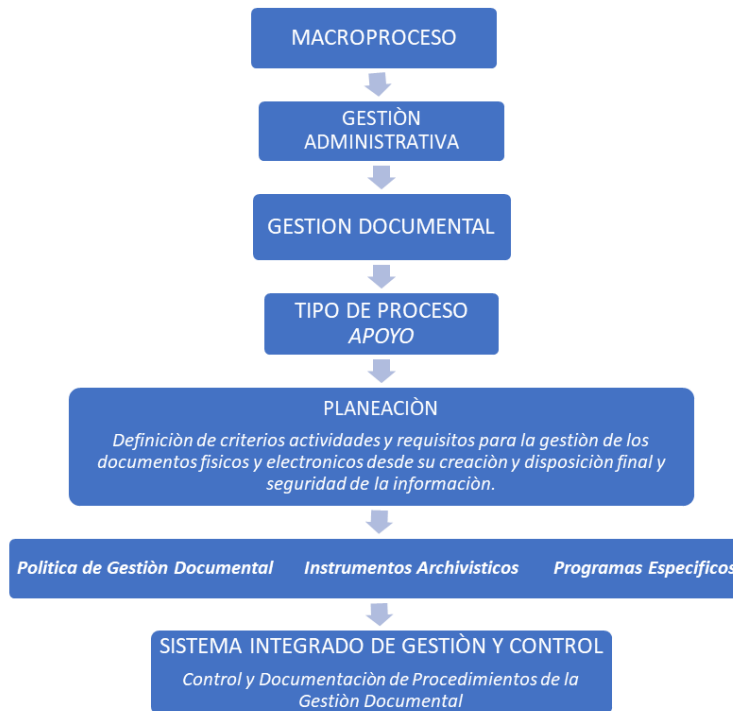 MACROPROCESO
GESTIÒN
ADMINISTRATIVA
GESTION DOCUMENTAL
TIPO DE PROCESO
APOYO
PLANEACIÒN
Definiciòn de criterios actividades y requisitos para la gestiòn de los
documentos fisicos y electronicos desde su creaciòn y disposiciòn final y
seguridad de la informaciòn.
Politica de Gestiòn Documental Instrumentos Archivisticos Programas Especificos
SISTEMA INTEGRADO DE GESTIÒN Y CONTROL
Control y Documentaciòn de Procedimientos de la
Gestiòn Documental